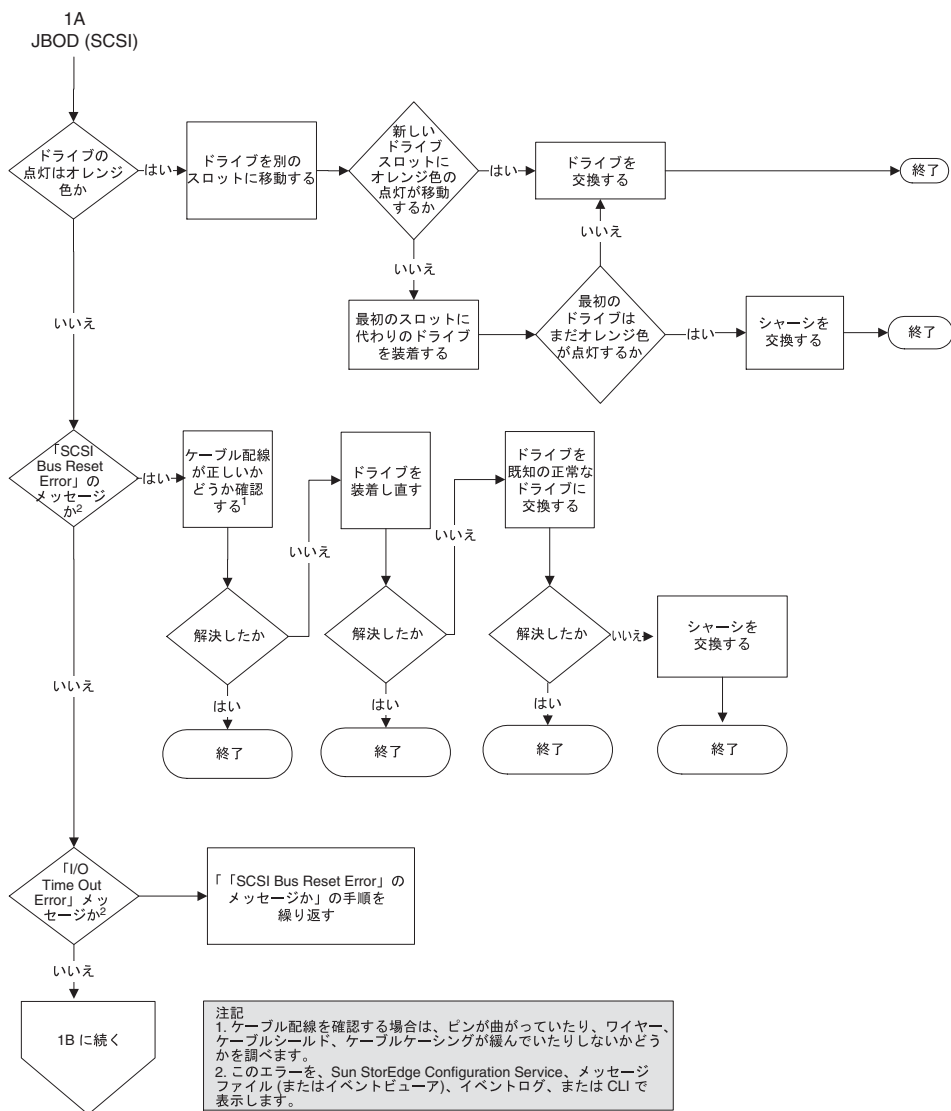 1A
JBOD (SCSI)
ドライブの
点灯はオレンジ
色か
はい
ドライブを別の
スロットに移動する
新しい
ドライブ
スロットに
オレンジ色の
点灯が移動
するか
はい
ドライブを
交換する
終了
いいえ
いいえ
いいえ
最初のスロットに
代わりのドライブ
を装着する
最初の
ドライブは
まだオレンジ色
が点灯するか
はい
シャーシを
交換する
終了
「SCSI
Bus Reset
Error」の
メッセージ
か2
はい
ケーブル配線
が正しいか
どうか確認
する1
いいえ
ドライブを
装着し直す
いいえ
ドライブを
既知の正常な
ドライブに
交換する
解決したか
解決したか
解決したか
いいえ
シャーシを
交換する
いいえ
はい
はい
はい
終了
終了
終了
終了
「I/O
Time Out
Error」メッ
セージか2
「「SCSI Bus Reset Error」の
メッセージか」の手順を
繰り返す
いいえ
1B に続く
注記
1. ケーブル配線を確認する場合は、ピンが曲がっていたり、ワイヤー、
ケーブルシールド、ケーブルケーシングが緩んでいたりしないかどう
かを調べます。
2. このエラーを、Sun StorEdge Configuration Service、メッセージ
ファイル (またはイベントビューア)、イベントログ、または CLI で
表示します。